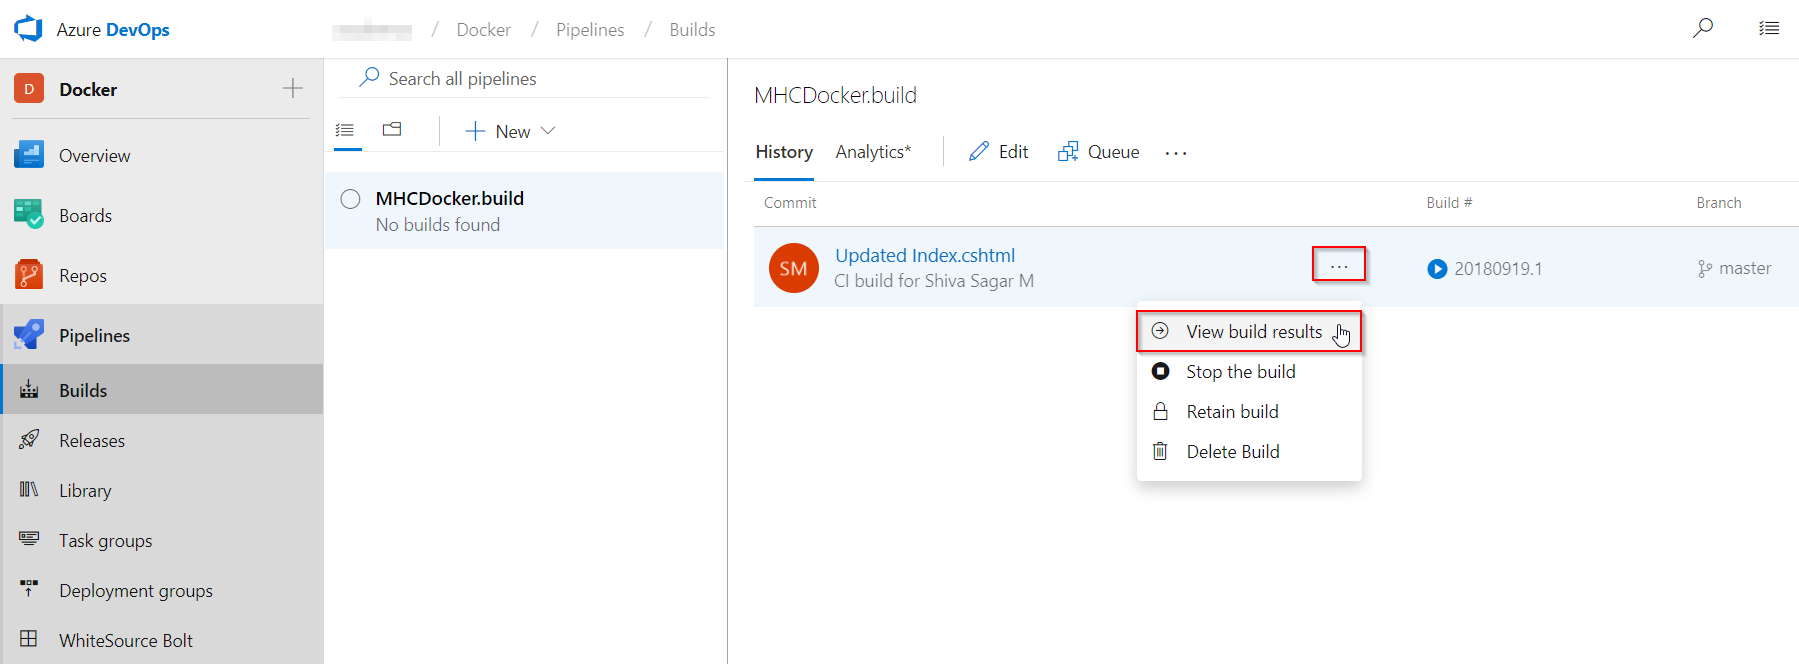 Azure DevOps
/ Docker / Pipelines / Builds
D Docker
Overview
Boards
Repos
Pipelines
Builds
Releases
Library
Task groups
Deployment groups
WhiteSource Bolt
Search all pipelines
New
MHCDocker.build
No builds found
MHCDocker.build
History Analytics* Edit Queue ...
Commit Build # Branch
SM Updated Index.cshtml ... 20180919.1 master
CI build for Shiva Sagar M
View build results
Stop the build
Retain build
Delete Build